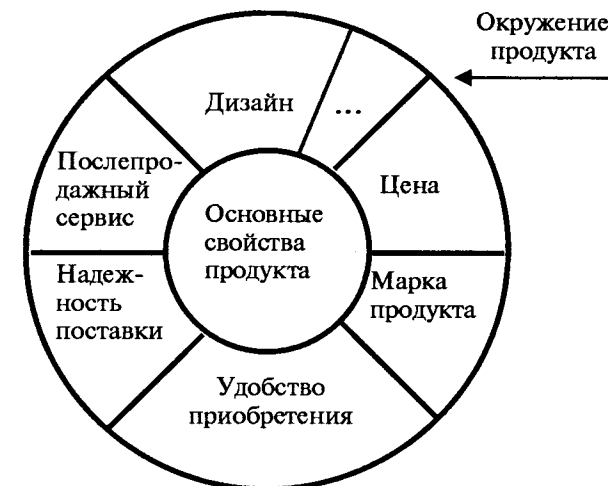 Окружение
продукта
Дизайн
...
Послепро-
дажный
сервис
Цена
Основные
свойства
продукта
Надеж-
ность
поставки
Марка
продукта
Удобство
приобретения